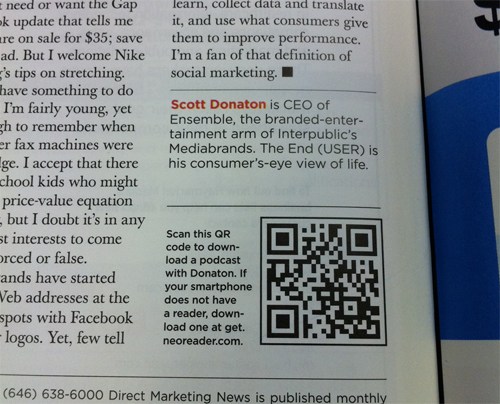 t need or want the Gap
k update that tells me
re on sale for $35; save
ad. But I welcome Nike
's tips on stretching.
have something to do
I'm fairly young, yet
gh to remember when
er fax machines were
ge. I accept that there
chool kids who might
price-value equation
, but I doubt it's in any
st interests to come
orced or false.
ands have started
Web addresses at the
spots with Facebook
logos. Yet, few tell
learn, collect data and translate
it, and use what consumers give
them to improve performance.
I'm a fan of that definition of
social marketing.
Scott Donaton is CEO of
Ensemble, the branded-enter-
tainment arm of Interpublic's
Mediabrands. The End (USER) is
his consumer's-eye view of life.
Scan this QR
code to down-
load a podcast
with Donaton. If
your smartphone
does not have
a reader, down-
load one at get.
neoreader.com.
(646) 638-6000 Direct Marketing News is published monthly